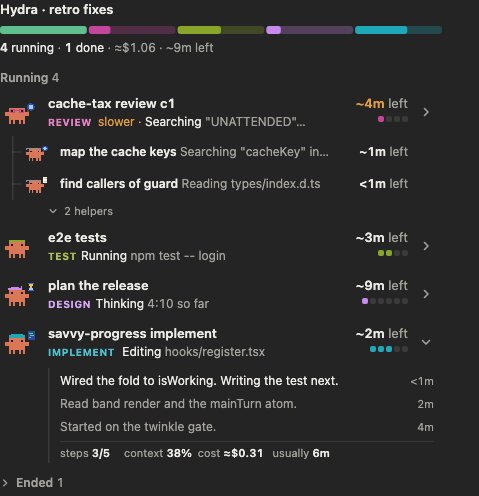 Hydra · retro fixes
4 running · 1 done · ≈$1.06 · ~9m left
Running 4
cache-tax review c1 ~4m left
REVIEW slower · Searching "UNATTENDED"...
map the cache keys Searching "cacheKey" in... ~1m left
find callers of guard Reading types/index.d.ts <1m left
2 helpers
e2e tests ~3m left
TEST Running npm test -- login
plan the release ~9m left
DESIGN Thinking 4:10 so far
savvy-progress implement ~2m left
IMPLEMENT Editing hooks/register.tsx
Wired the fold to isWorking. Writing the test next. <1m
Read band render and the mainTurn atom. 2m
Started on the twinkle gate. 4m
steps 3/5 context 38% cost ≈$0.31 usually 6m
Ended 1